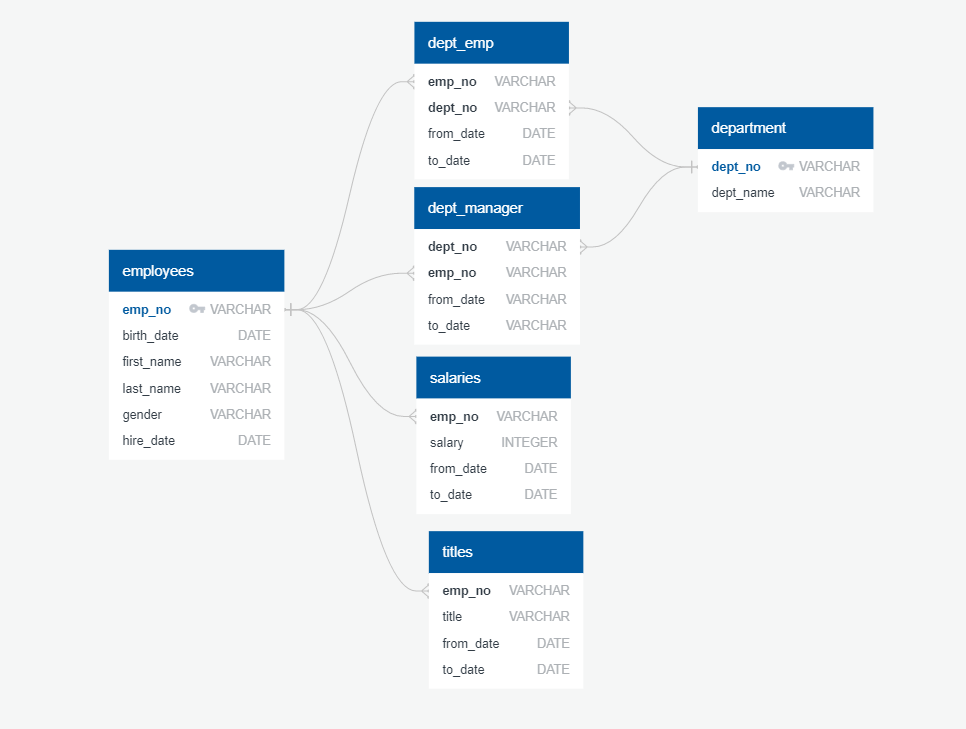 dept_emp
emp_no VARCHAR
dept_no VARCHAR
from_date DATE
to_date DATE
department
dept_no VARCHAR
dept_name VARCHAR
dept_manager
dept_no VARCHAR
emp_no VARCHAR
from_date VARCHAR
to_date VARCHAR
employees
emp_no VARCHAR
birth_date DATE
first_name VARCHAR
last_name VARCHAR
gender VARCHAR
hire_date DATE
salaries
emp_no VARCHAR
salary INTEGER
from_date DATE
to_date DATE
titles
emp_no VARCHAR
title VARCHAR
from_date DATE
to_date DATE